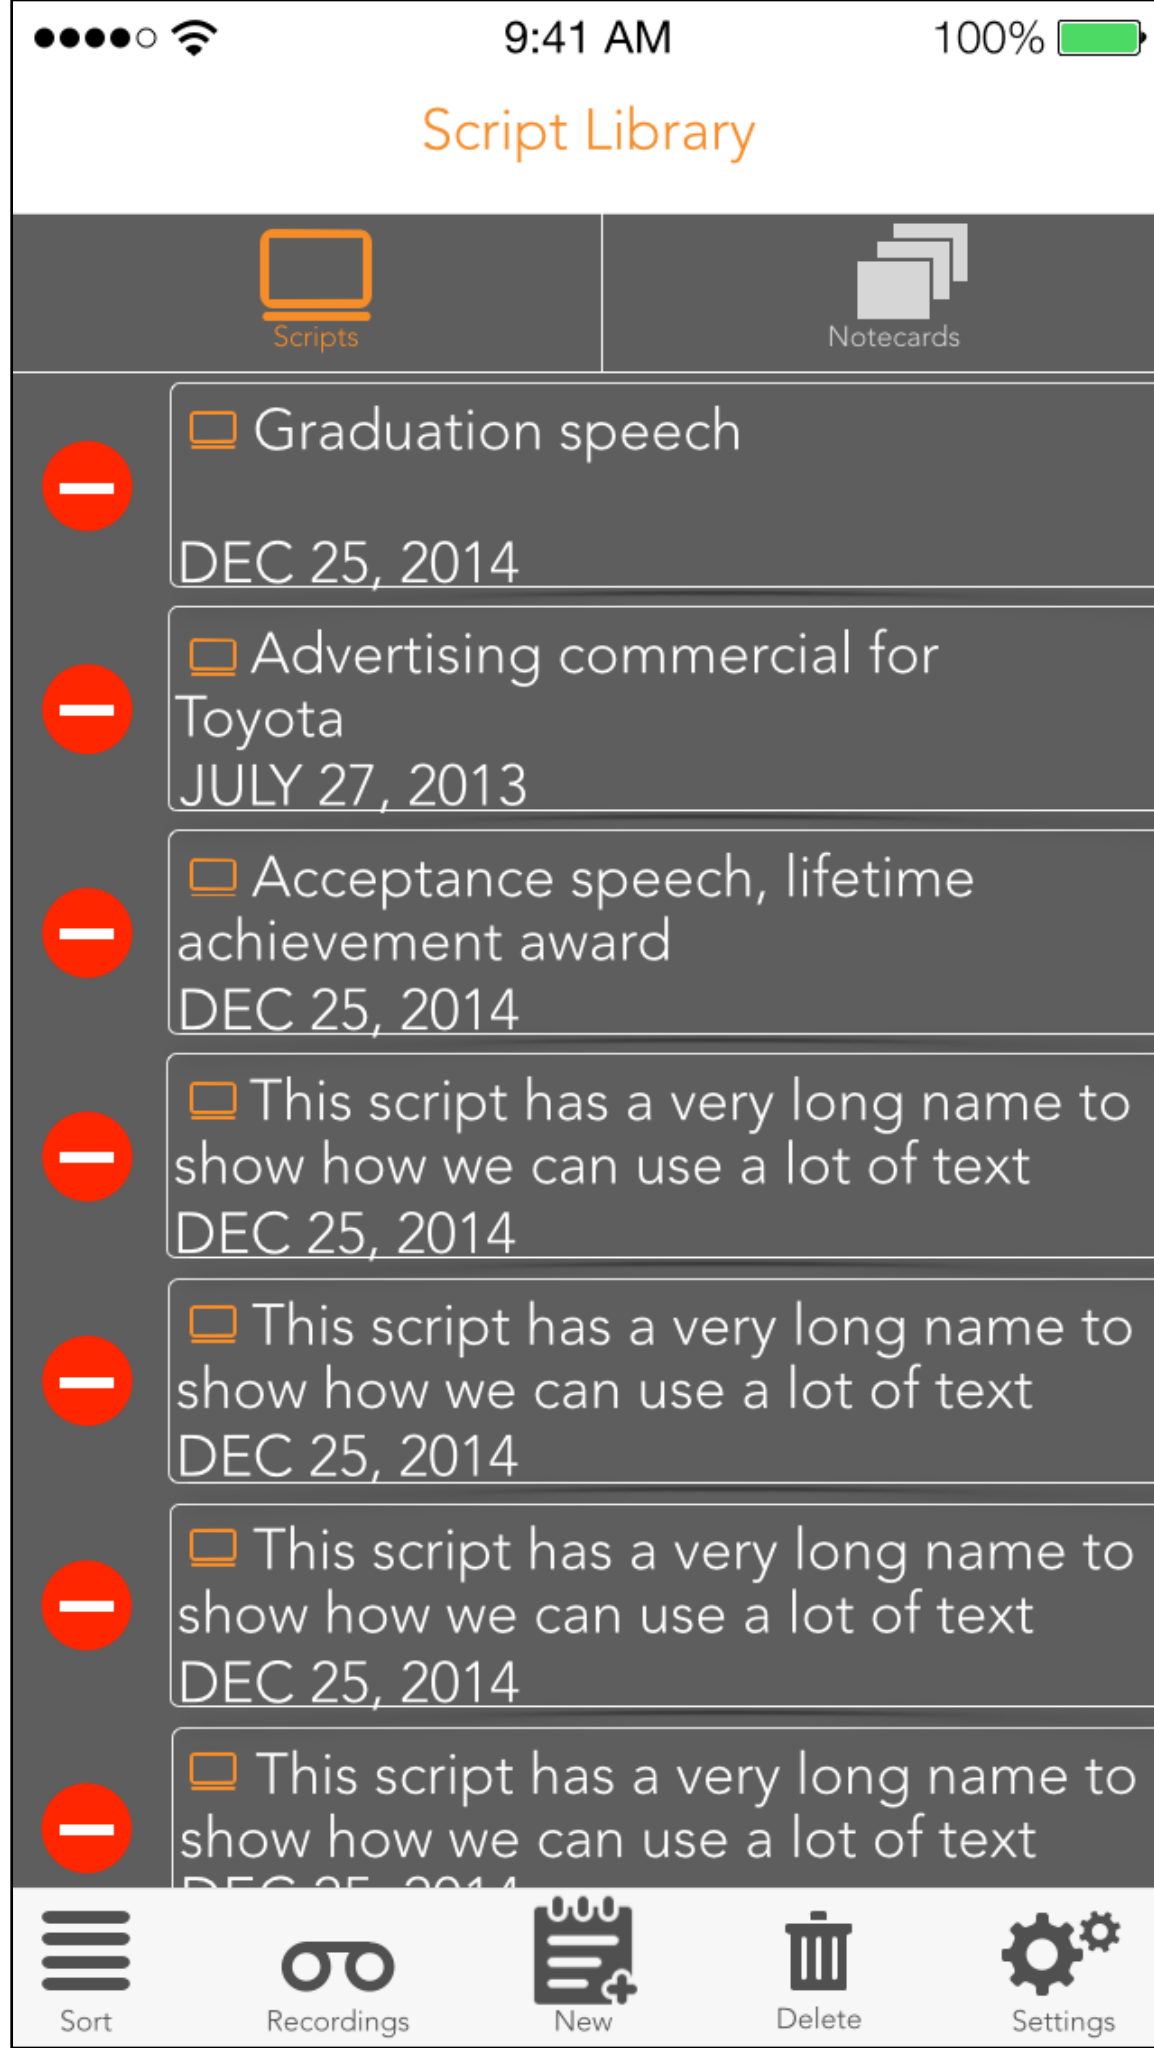 9:41 AM
100%
Script Library
Scripts
Notecards
Graduation speech
DEC 25, 2014
Advertising commercial for
Toyota
JULY 27, 2013
Acceptance speech, lifetime
achievement award
DEC 25, 2014
This script has a very long name to
show how we can use a lot of text
DEC 25, 2014
This script has a very long name to
show how we can use a lot of text
DEC 25, 2014
This script has a very long name to
show how we can use a lot of text
DEC 25, 2014
This script has a very long name to
show how we can use a lot of text
DEC 25, 2014
Sort
Recordings
New
Delete
Settings